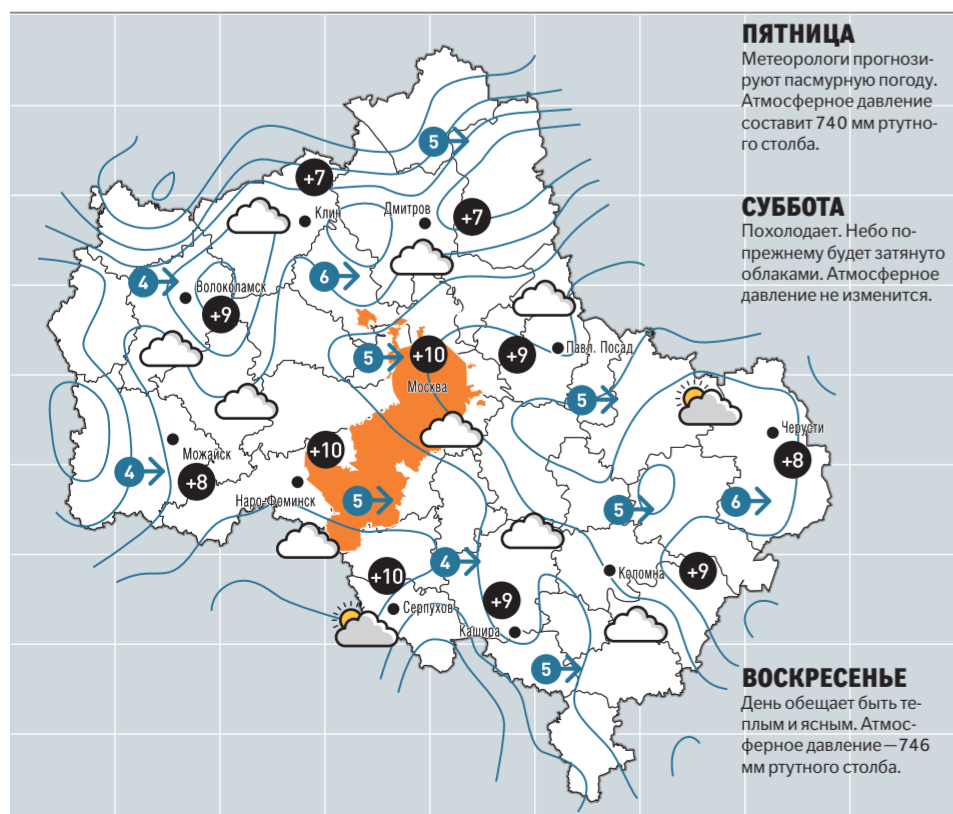 ПЯТНИЦА
Метеорологи прогнози-
руют пасмурную погоду.
Атмосферное давление
составит 740 мм ртутно-
го столба.
СУББОТА
Похолодает. Небо по-
прежнему будет затянуто
облаками. Атмосферное
давление не изменится.
ВОСКРЕСЕНЬЕ
День обещает быть те-
плым и ясным. Атмос-
ферное давление — 746
мм ртутного столба.
5
+7
Клин
Дмитров
+7
4
6
Волоколамск
+9
5
+10
+9
Павл. Посад
Москва
5
Черусти
Можайск
+10
+8
4
+8
Наро-Фоминск
5
5
6
4
+10
Коломна
+9
Серпухов
+9
Кашира
5